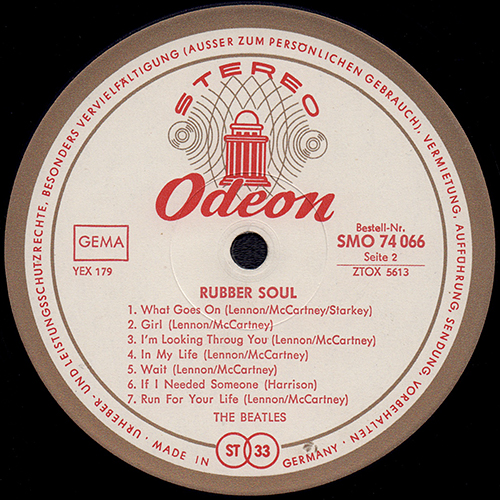 URHEBER- UND LEISTUNGSSCHUTZRECHTE, BESONDERS VERVIELFÄLTIGUNG (AUSSER ZUM PERSÖNLICHEN GEBRAUCH), VERMIETUNG, AUFFÜHRUNG, SENDUNG, VORBEHALTEN · MADE IN GERMANY ·
STEREO
Odeon
GEMA
YEX 179
Bestell-Nr.
SMO 74 066
Seite 2
ZTOX 5613
RUBBER SOUL
1. What Goes On (Lennon/McCartney/Starkey)
2. Girl (Lennon/McCartney)
3. I'm Looking Throug You (Lennon/McCartney)
4. In My Life (Lennon/McCartney)
5. Wait (Lennon/McCartney)
6. If I Needed Someone (Harrison)
7. Run For Your Life (Lennon/McCartney)
THE BEATLES
ST 33